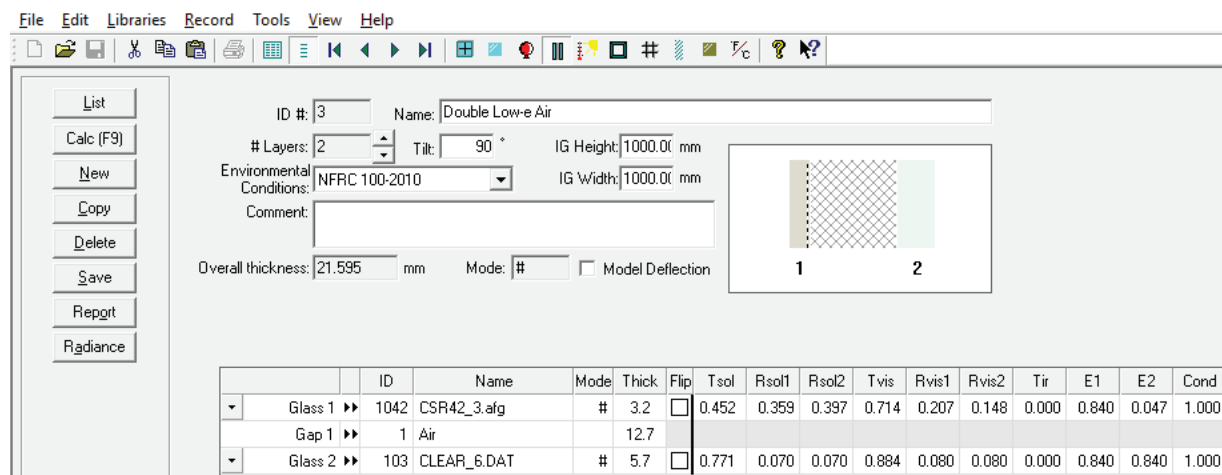 File Edit Libraries Record Tools View Help
List
Calc (F9)
New
Copy
Delete
Save
Report
Radiance
ID #: 3 Name: Double Low-e Air
# Layers: 2 Tilt: 90 ° IG Height: 1000.0( mm
Environmental Conditions: NFRC 100-2010 IG Width: 1000.0( mm
Comment:
Overall thickness: 21.595 mm Mode: # Model Deflection
1 2
ID Name Mode Thick Flip Tsol Rsol1 Rsol2 Tvis Rvis1 Rvis2 Tir E1 E2 Cond
Glass 1 1042 CSR42_3.afg # 3.2 0.452 0.359 0.397 0.714 0.207 0.148 0.000 0.840 0.047 1.000
Gap 1 1 Air 12.7
Glass 2 103 CLEAR_6.DAT # 5.7 0.771 0.070 0.070 0.884 0.080 0.080 0.000 0.840 0.840 1.000